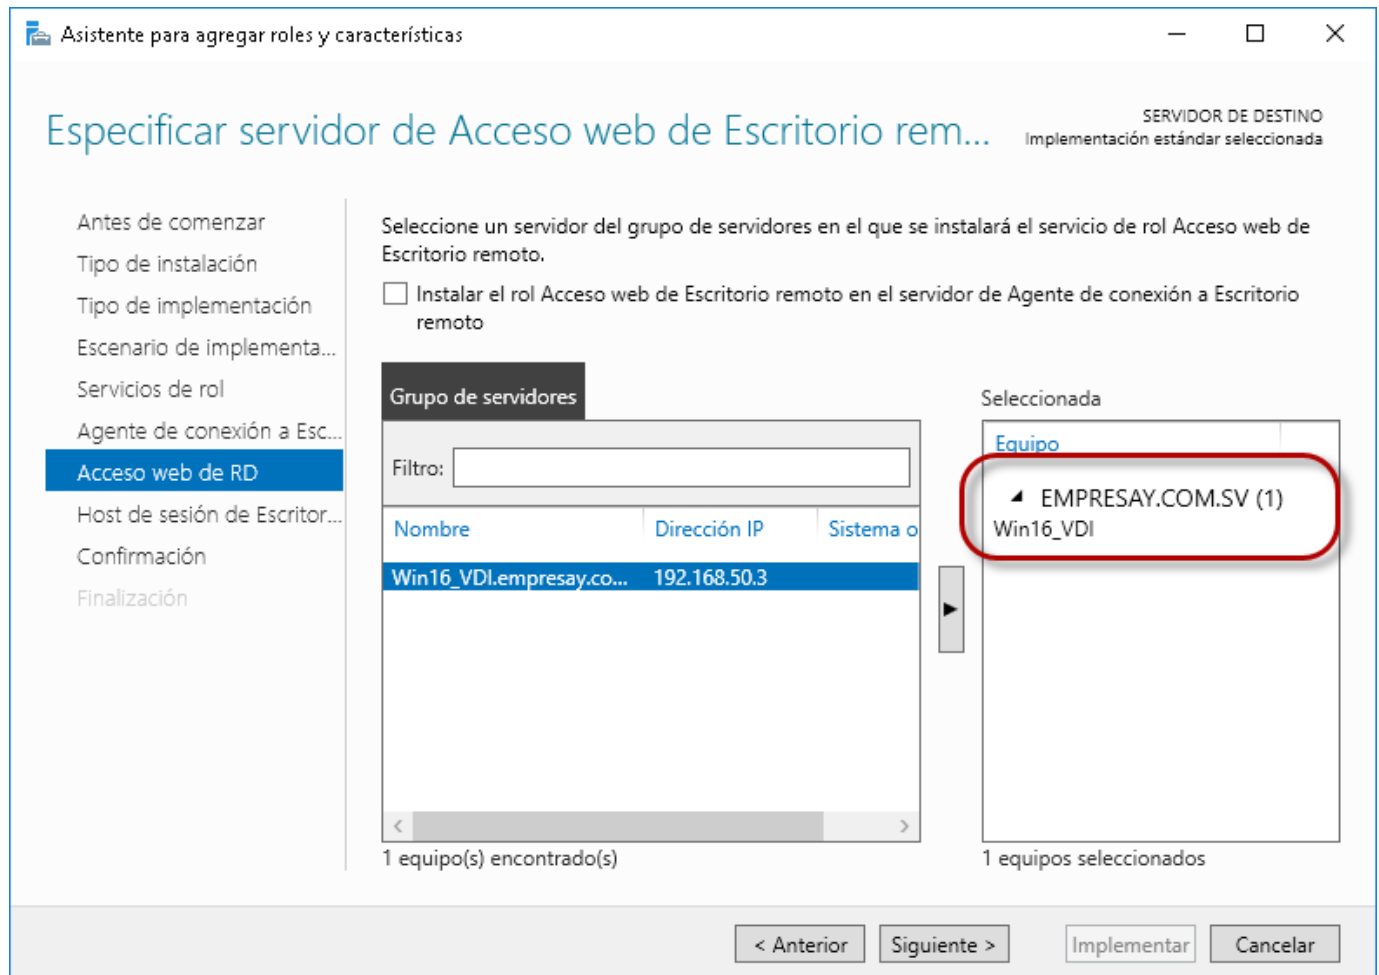 Asistente para agregar roles y características
Especificar servidor de Acceso web de Escritorio rem...
SERVIDOR DE DESTINO
Implementación estándar seleccionada
Antes de comenzar
Tipo de instalación
Tipo de implementación
Escenario de implementa...
Servicios de rol
Agente de conexión a Esc...
Acceso web de RD
Host de sesión de Escritor...
Confirmación
Finalización
Seleccione un servidor del grupo de servidores en el que se instalará el servicio de rol Acceso web de
Escritorio remoto.
Instalar el rol Acceso web de Escritorio remoto en el servidor de Agente de conexión a Escritorio
remoto
Grupo de servidores
Filtro:
Nombre Dirección IP Sistema o
Win16_VDI.empresay.co... 192.168.50.3
1 equipo(s) encontrado(s)
Seleccionada
Equipo
EMPRESAY.COM.SV (1)
Win16_VDI
1 equipos seleccionados
< Anterior Siguiente > Implementar Cancelar